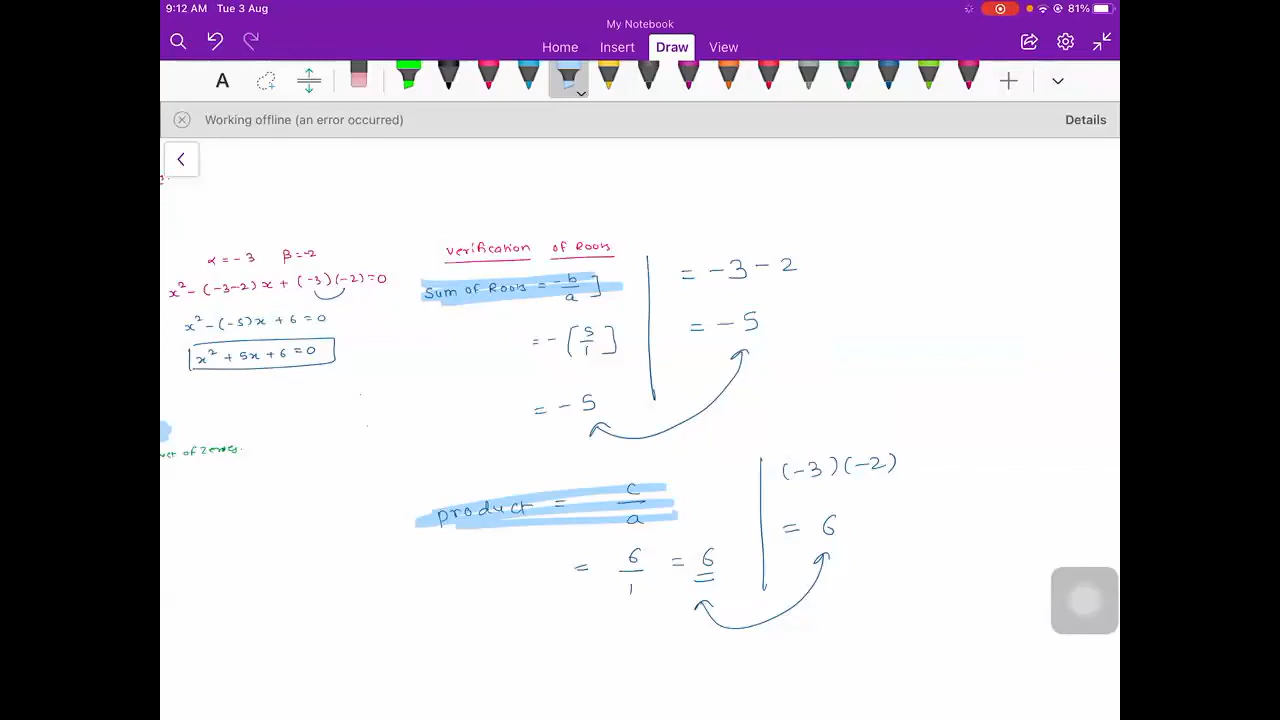 9:12 AM Tue 3 Aug
81%
My Notebook
Home Insert Draw View
A
Working offline (an error occurred) Details
α = -3 β = -2
x² - (-3-2)x + (-3)(-2) = 0
x² - (-5)x + 6 = 0
x² + 5x + 6 = 0
of Zeroes.
verification of Roots
Sum of Roots = -b/a ]
= - [5/1]
= -5
= -3 - 2
= -5
product = c/a
= 6/1 = 6
(-3)(-2)
= 6